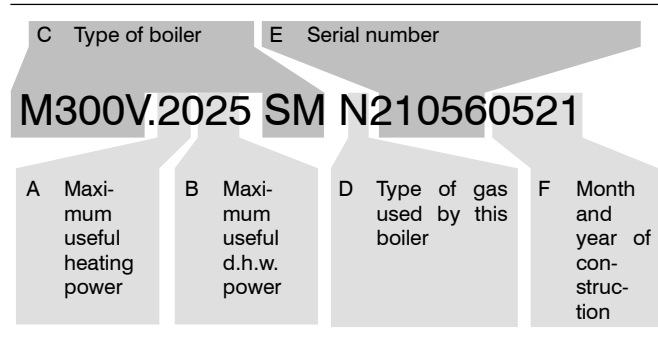 C Type of boiler E Serial number
M300V.2025 SM N210560521
A Maxi-
mum
useful
heating
power
B Maxi-
mum
useful
d.h.w.
power
D Type of gas
used by this
boiler
F Month
and
year of
con-
struc-
tion